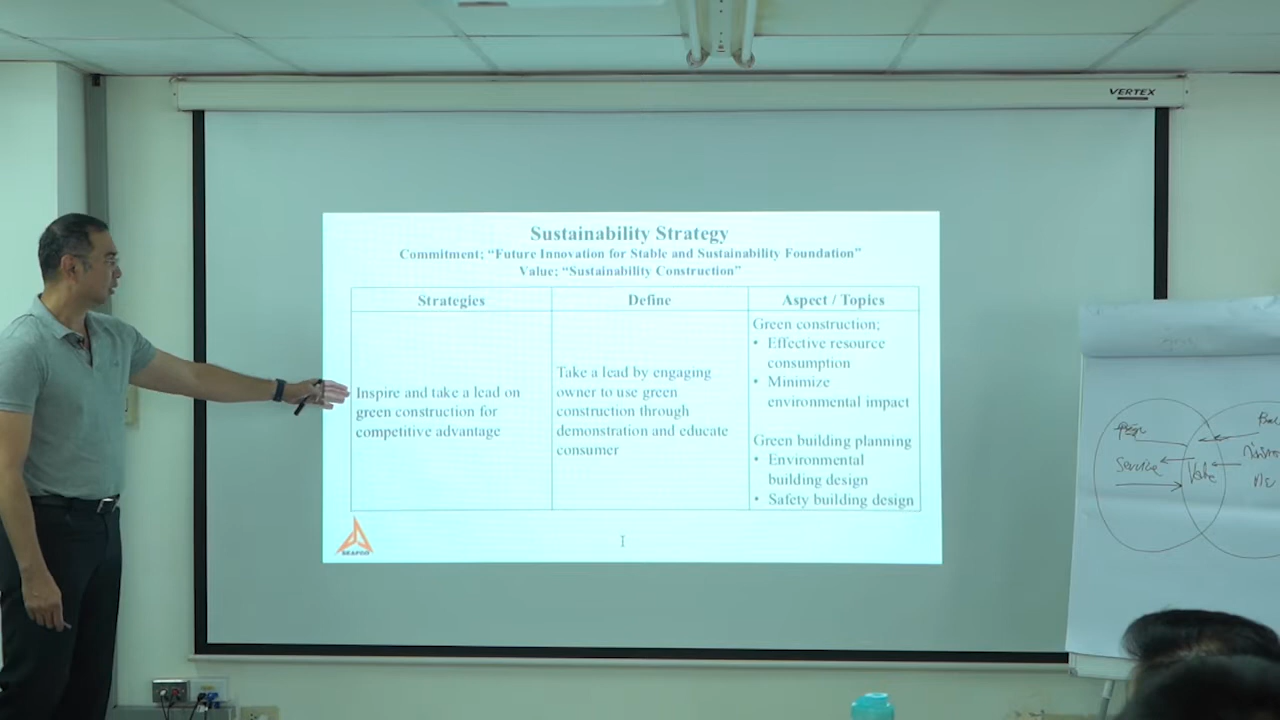 VERTEX
Sustainability Strategy
Commitment; “Future Innovation for Stable and Sustainability Foundation”
Value; “Sustainability Construction”
Strategies
Define
Aspect / Topics
Inspire and take a lead on
green construction for
competitive advantage
Take a lead by engaging
owner to use green
construction through
demonstration and educate
consumer
Green construction;
• Effective resource
consumption
• Minimize
environmental impact
Green building planning
• Environmental
building design
• Safety building design
SEAFCO
Service
Value